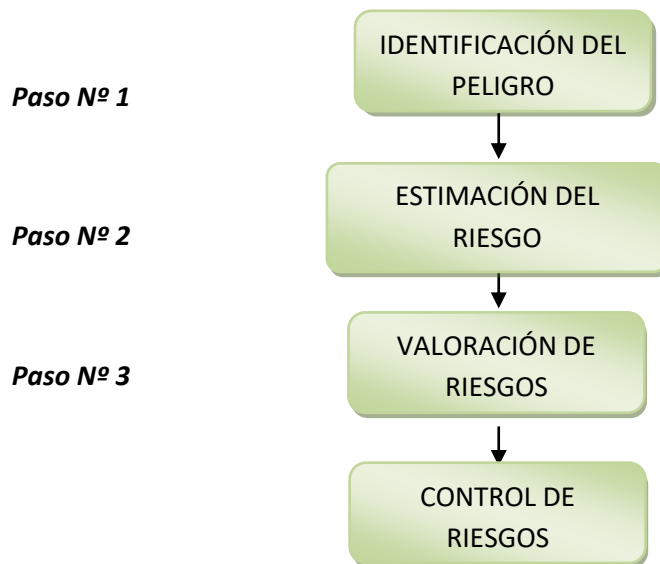 IDENTIFICACIÓN DEL
PELIGRO
Paso Nº 1
ESTIMACIÓN DEL
RIESGO
Paso Nº 2
VALORACIÓN DE
RIESGOS
Paso Nº 3
CONTROL DE
RIESGOS